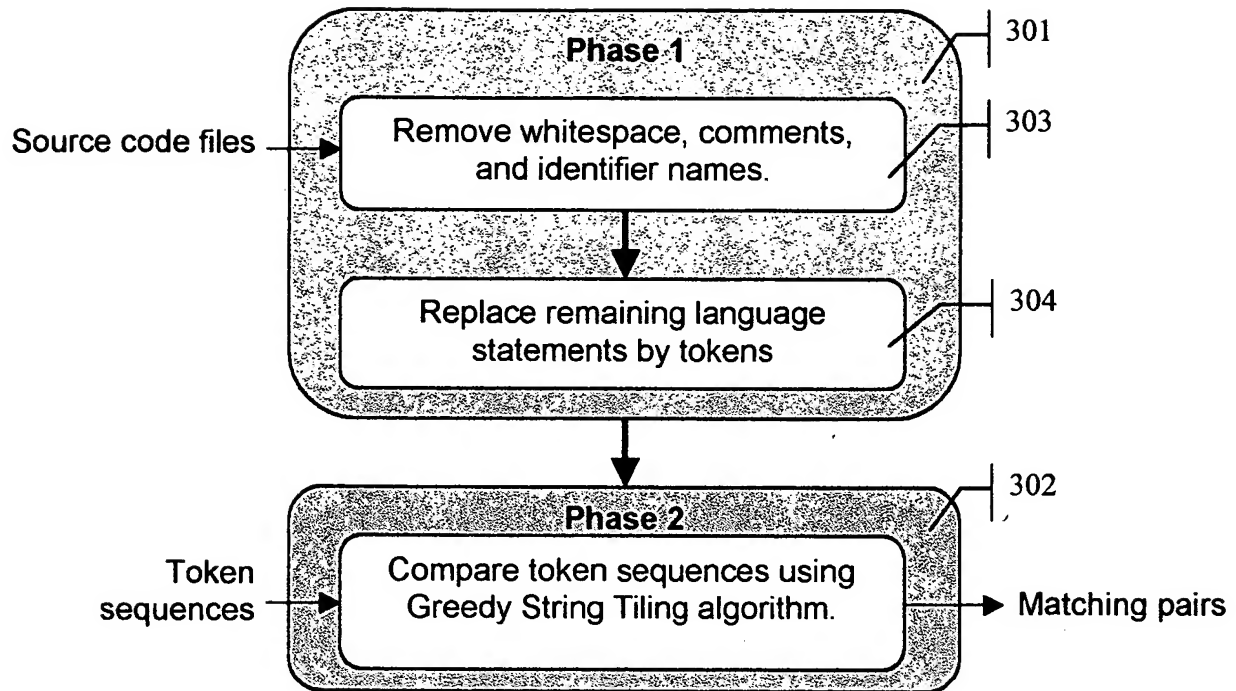 Phase 1
301
Source code files
Remove whitespace, comments,
and identifier names.
303
Replace remaining language
statements by tokens
304
Phase 2
302
Token
sequences
Compare token sequences using
Greedy String Tiling algorithm.
Matching pairs